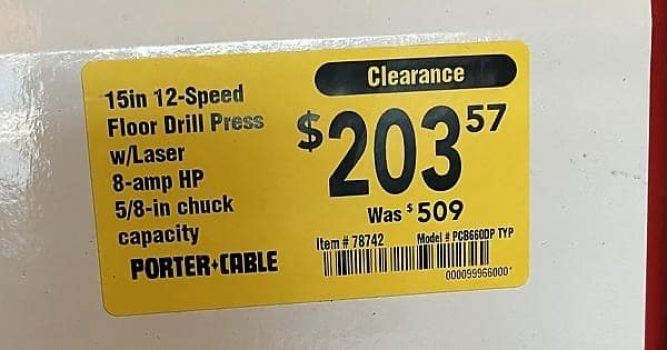 15in 12-Speed
Floor Drill Press
w/Laser
8-amp HP
5/8-in chuck
capacity
PORTER+CABLE
Clearance
$203 57
Was $509
Item # 78742 Model # PCB660DP TYP
000099966000*